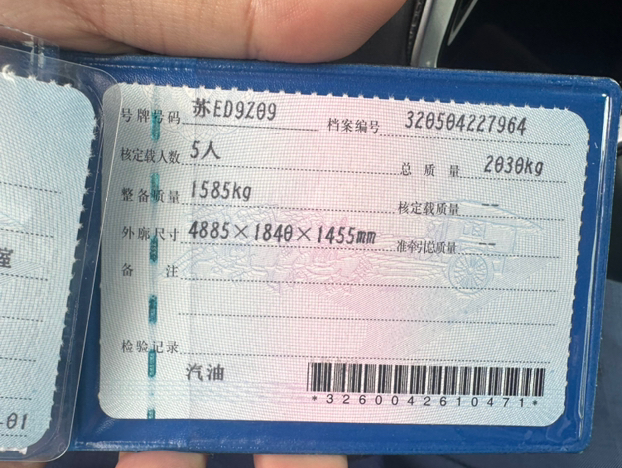 号牌号码 苏ED9Z09 档案编号 320504227964
核定载人数 5人 总质量 2030kg
整备质量 1585kg 核定载质量 --
外廓尺寸 4885×1840×1455mm 准牵引总质量 --
备注
检验记录
汽油
*3260042610471*
室
-01